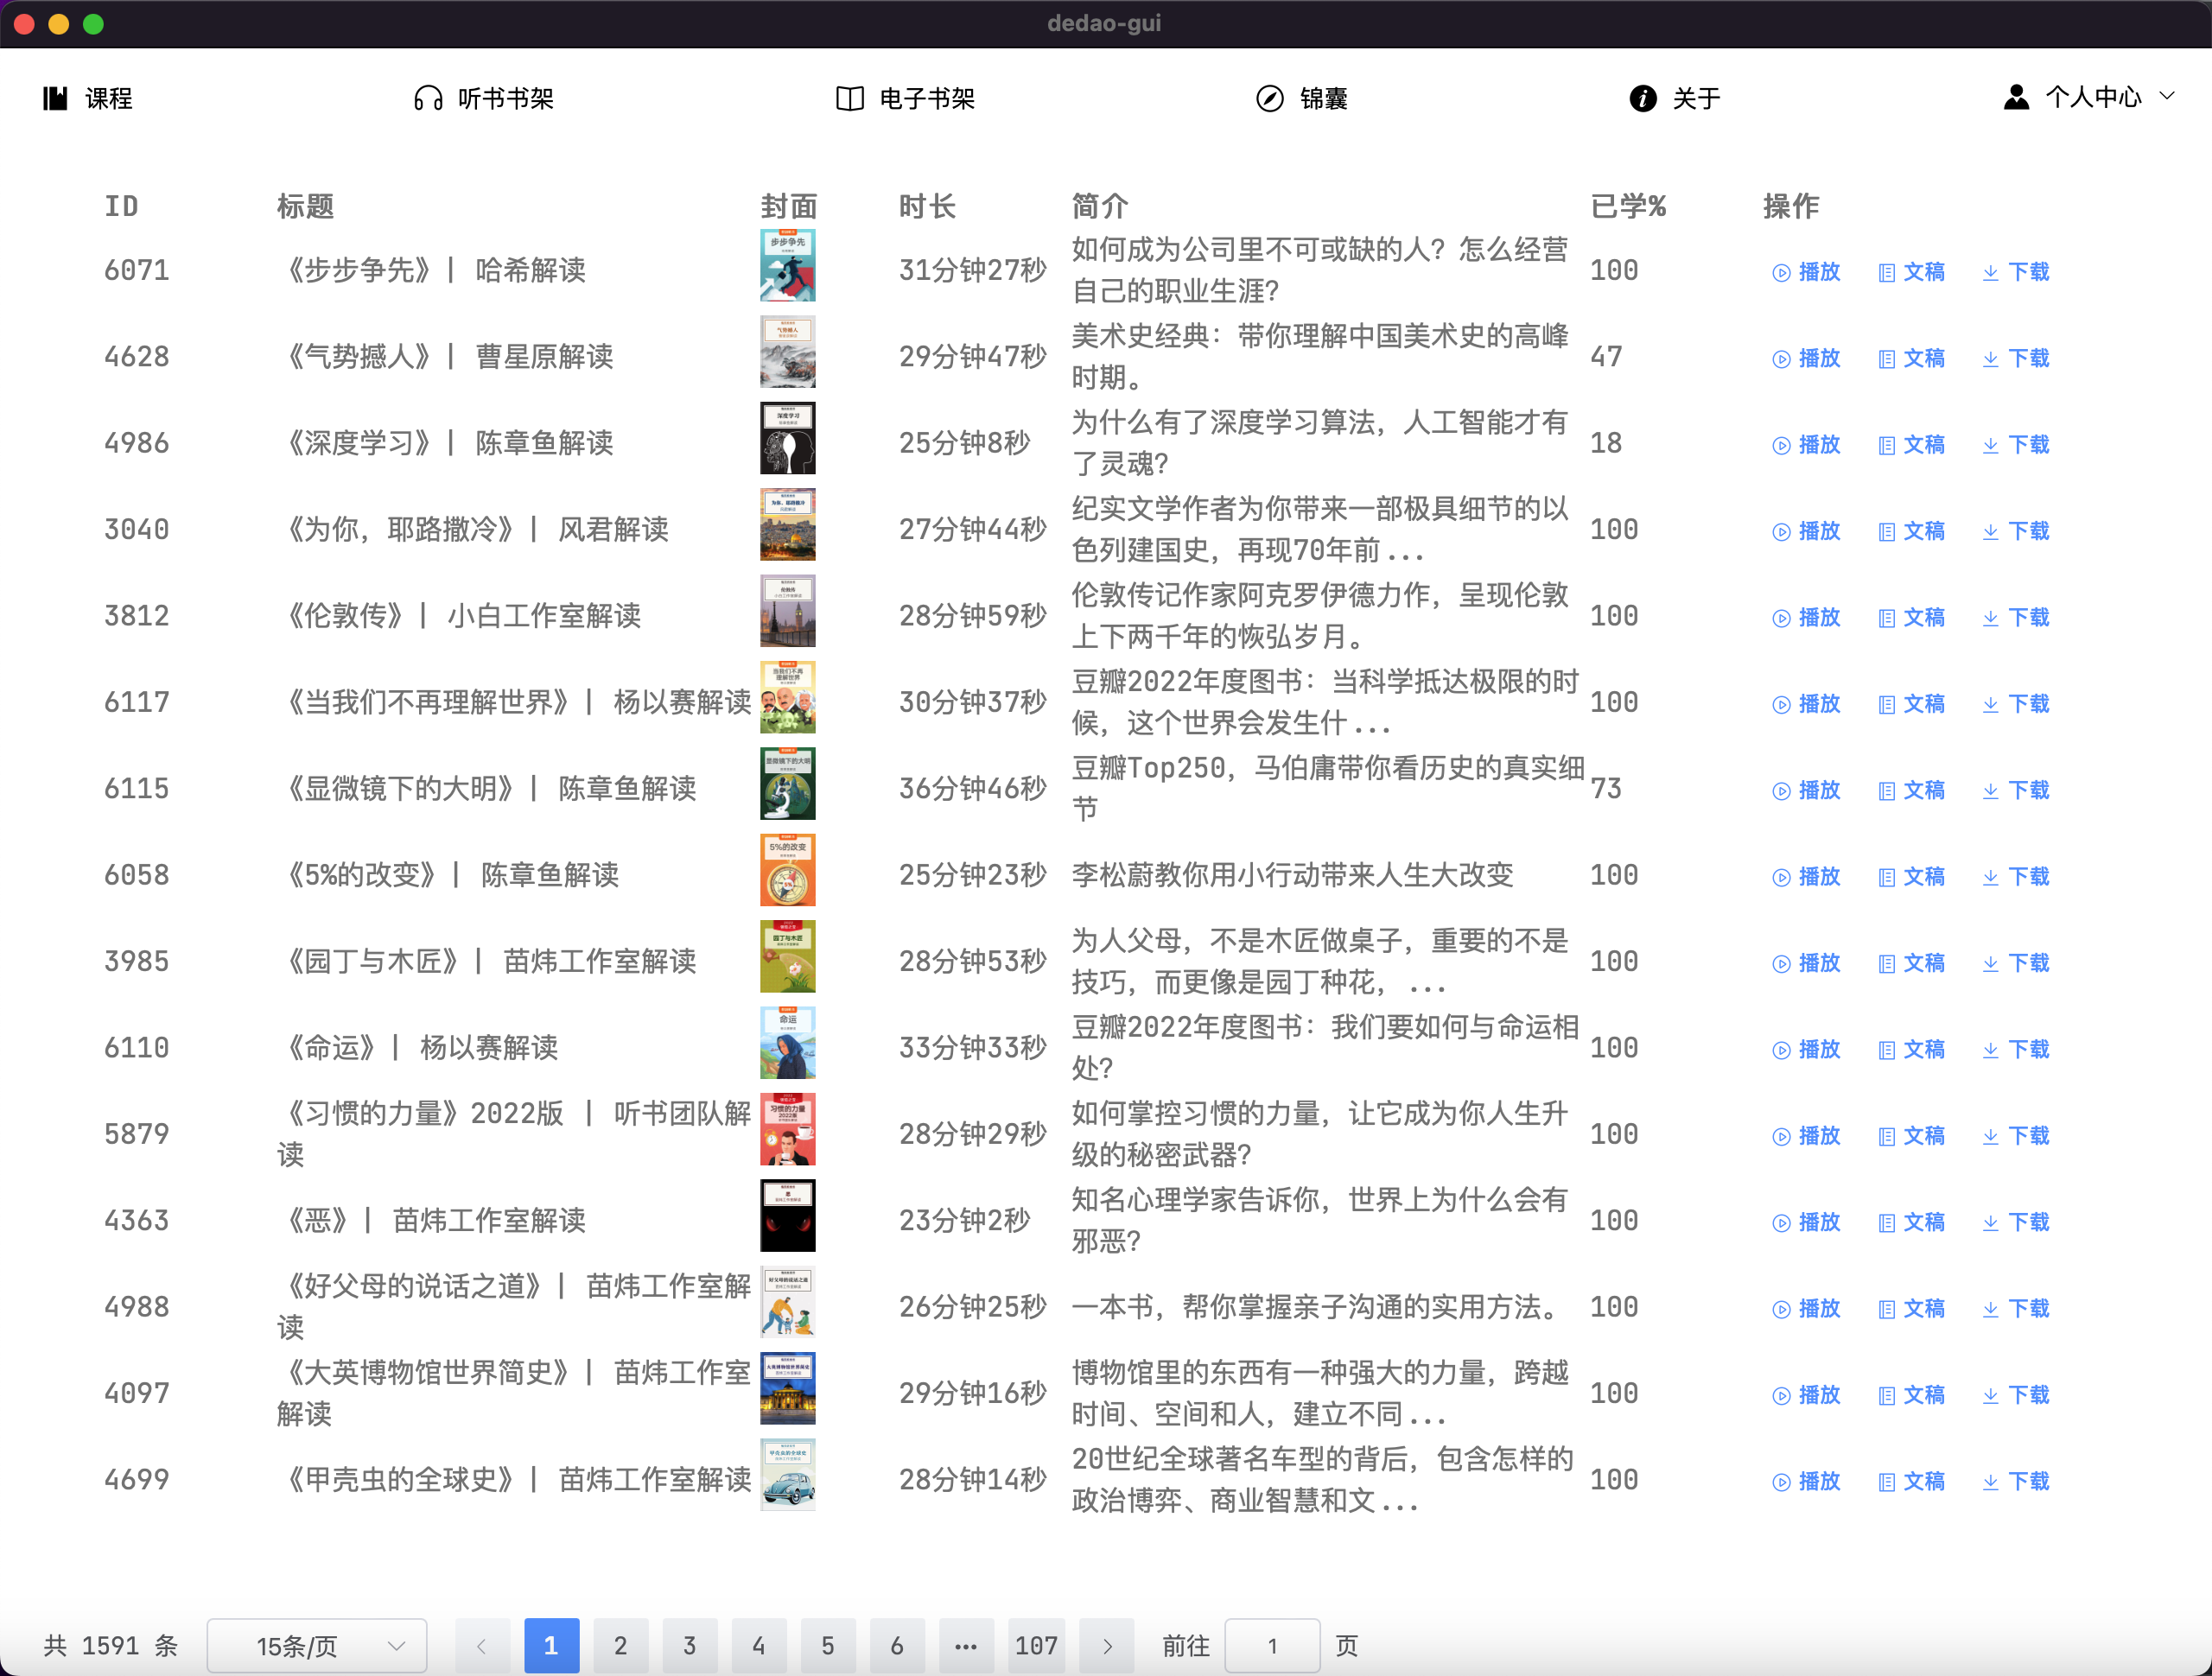 dedao-gui
课程 听书书架 电子书架 锦囊 关于 个人中心
ID 标题 封面 时长 简介 已学% 操作
6071 《步步争先》| 哈希解读 步步争先 31分钟27秒 如何成为公司里不可或缺的人？怎么经营
自己的职业生涯？ 100 播放 文稿 下载
4628 《气势撼人》| 曹星原解读 气势撼人 29分钟47秒 美术史经典：带你理解中国美术史的高峰
时期。 47 播放 文稿 下载
4986 《深度学习》| 陈章鱼解读 深度学习 25分钟8秒 为什么有了深度学习算法，人工智能才有
了灵魂？ 18 播放 文稿 下载
3040 《为你，耶路撒冷》| 风君解读 为你，耶路撒冷 27分钟44秒 纪实文学作者为你带来一部极具细节的以
色列建国史，再现70年前... 100 播放 文稿 下载
3812 《伦敦传》| 小白工作室解读 伦敦传 28分钟59秒 伦敦传记作家阿克罗伊德力作，呈现伦敦
上下两千年的恢弘岁月。 100 播放 文稿 下载
6117 《当我们不再理解世界》| 杨以赛解读 当我们不再理解世界 30分钟37秒 豆瓣2022年度图书：当科学抵达极限的时
候，这个世界会发生什... 100 播放 文稿 下载
6115 《显微镜下的大明》| 陈章鱼解读 显微镜下的大明 36分钟46秒 豆瓣Top250，马伯庸带你看历史的真实细
节 73 播放 文稿 下载
6058 《5%的改变》| 陈章鱼解读 5%的改变 25分钟23秒 李松蔚教你用小行动带来人生大改变 100 播放 文稿 下载
3985 《园丁与木匠》| 苗炜工作室解读 园丁与木匠 28分钟53秒 为人父母，不是木匠做桌子，重要的不是
技巧，而更像是园丁种花， ... 100 播放 文稿 下载
6110 《命运》| 杨以赛解读 命运 33分钟33秒 豆瓣2022年度图书：我们要如何与命运相
处？ 100 播放 文稿 下载
5879 《习惯的力量》2022版 | 听书团队解
读 习惯的力量 2022版 28分钟29秒 如何掌控习惯的力量，让它成为你人生升
级的秘密武器？ 100 播放 文稿 下载
4363 《恶》| 苗炜工作室解读 恶 23分钟2秒 知名心理学家告诉你，世界上为什么会有
邪恶？ 100 播放 文稿 下载
4988 《好父母的说话之道》| 苗炜工作室解
读 好父母的说话之道 26分钟25秒 一本书，帮你掌握亲子沟通的实用方法。 100 播放 文稿 下载
4097 《大英博物馆世界简史》| 苗炜工作室
解读 大英博物馆世界简史 29分钟16秒 博物馆里的东西有一种强大的力量，跨越
时间、空间和人，建立不同... 100 播放 文稿 下载
4699 《甲壳虫的全球史》| 苗炜工作室解读 甲壳虫的全球史 28分钟14秒 20世纪全球著名车型的背后，包含怎样的
政治博弈、商业智慧和文... 100 播放 文稿 下载
共 1591 条 15条/页 1 2 3 4 5 6 ... 107 前往 1 页